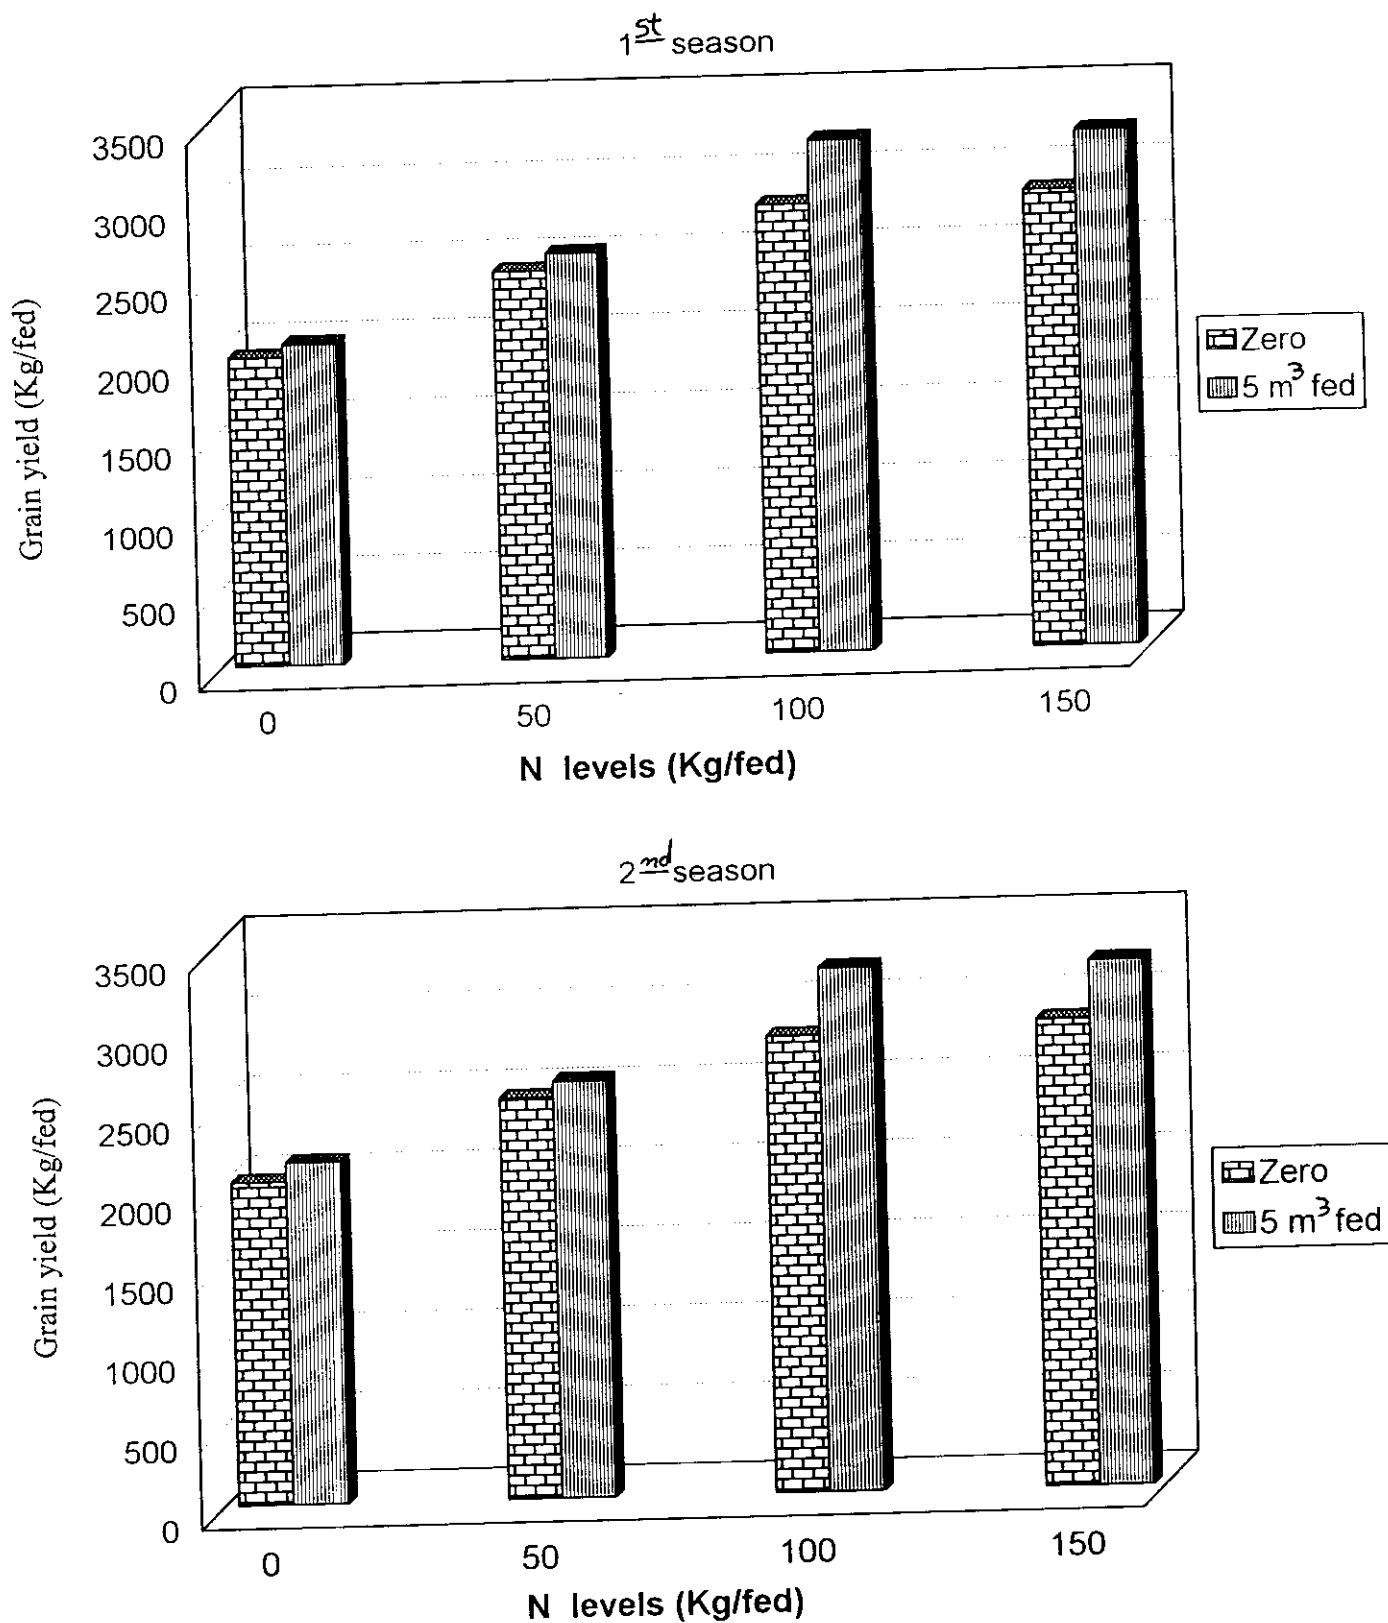 1st season
3500
3000
2500
2000
1500
1000
500
0
Grain yield (Kg/fed)
0 50 100 150
N levels (Kg/fed)
Zero
5 m³ fed
2nd season
3500
3000
2500
2000
1500
1000
500
0
Grain yield (Kg/fed)
0 50 100 150
N levels (Kg/fed)
Zero
5 m³ fed